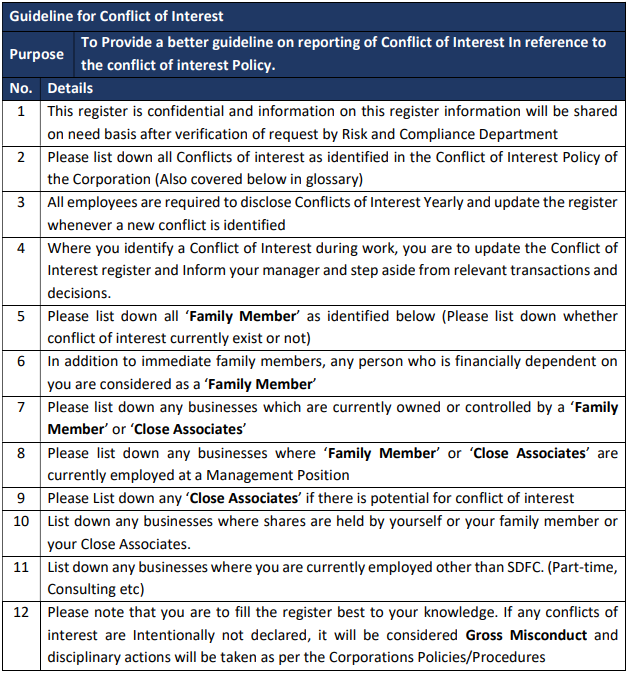 Guideline for Conflict of Interest
Purpose To Provide a better guideline on reporting of Conflict of Interest In reference to
the conflict of interest Policy.
No. Details
1 This register is confidential and information on this register information will be shared
on need basis after verification of request by Risk and Compliance Department
2 Please list down all Conflicts of interest as identified in the Conflict of Interest Policy of
the Corporation (Also covered below in glossary)
3 All employees are required to disclose Conflicts of Interest Yearly and update the register
whenever a new conflict is identified
4 Where you identify a Conflict of Interest during work, you are to update the Conflict of
Interest register and Inform your manager and step aside from relevant transactions and
decisions.
5 Please list down all ‘Family Member’ as identified below (Please list down whether
conflict of interest currently exist or not)
6 In addition to immediate family members, any person who is financially dependent on
you are considered as a ‘Family Member’
7 Please list down any businesses which are currently owned or controlled by a ‘Family
Member’ or ‘Close Associates’
8 Please list down any businesses where ‘Family Member’ or ‘Close Associates’ are
currently employed at a Management Position
9 Please List down any ‘Close Associates’ if there is potential for conflict of interest
10 List down any businesses where shares are held by yourself or your family member or
your Close Associates.
11 List down any businesses where you are currently employed other than SDFC. (Part-time,
Consulting etc)
12 Please note that you are to fill the register best to your knowledge. If any conflicts of
interest are Intentionally not declared, it will be considered Gross Misconduct and
disciplinary actions will be taken as per the Corporations Policies/Procedures